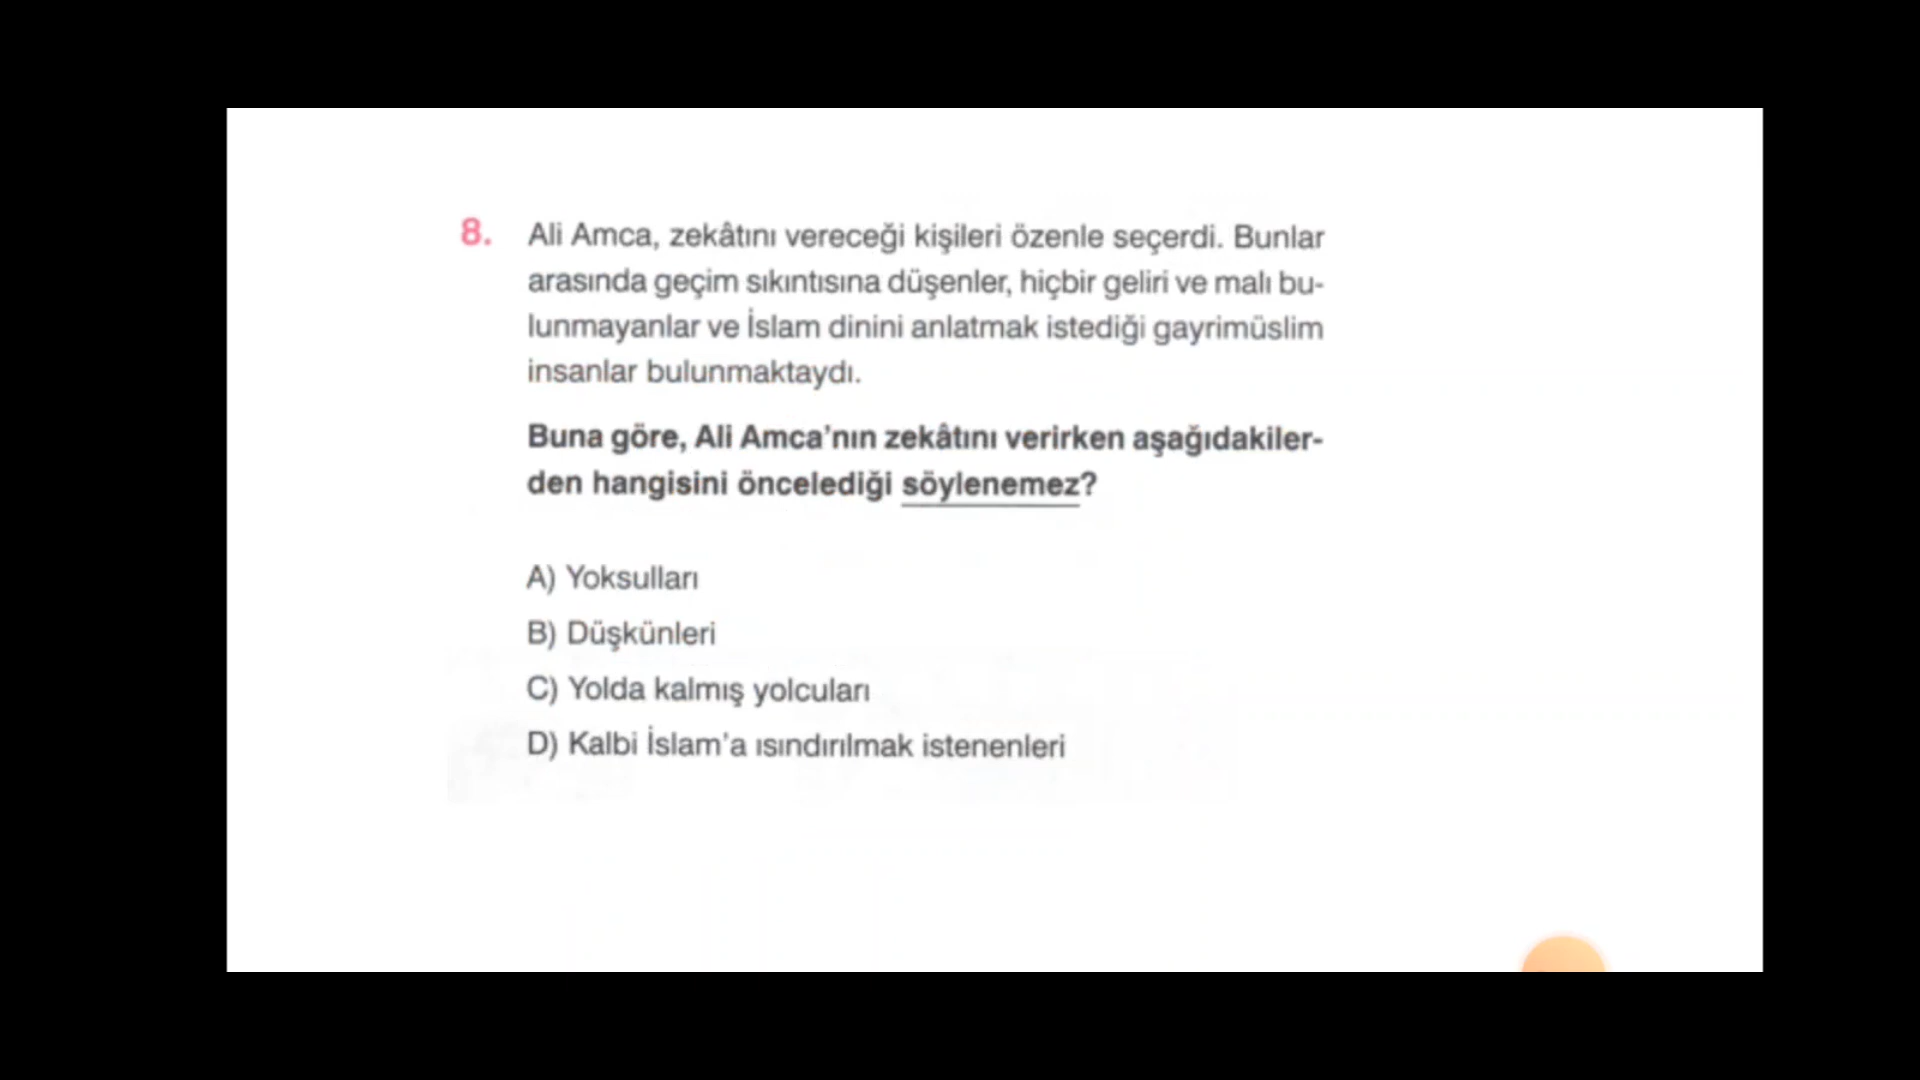 8. Ali Amca, zekâtını vereceği kişileri özenle seçerdi. Bunlar
arasında geçim sıkıntısına düşenler, hiçbir geliri ve malı bu-
lunmayanlar ve İslam dinini anlatmak istediği gayrimüslim
insanlar bulunmaktaydı.
Buna göre, Ali Amca’nın zekâtını verirken aşağıdakiler-
den hangisini öncelediği söylenemez?
A) Yoksulları
B) Düşkünleri
C) Yolda kalmış yolcuları
D) Kalbi İslam’a ısındırılmak istenenleri